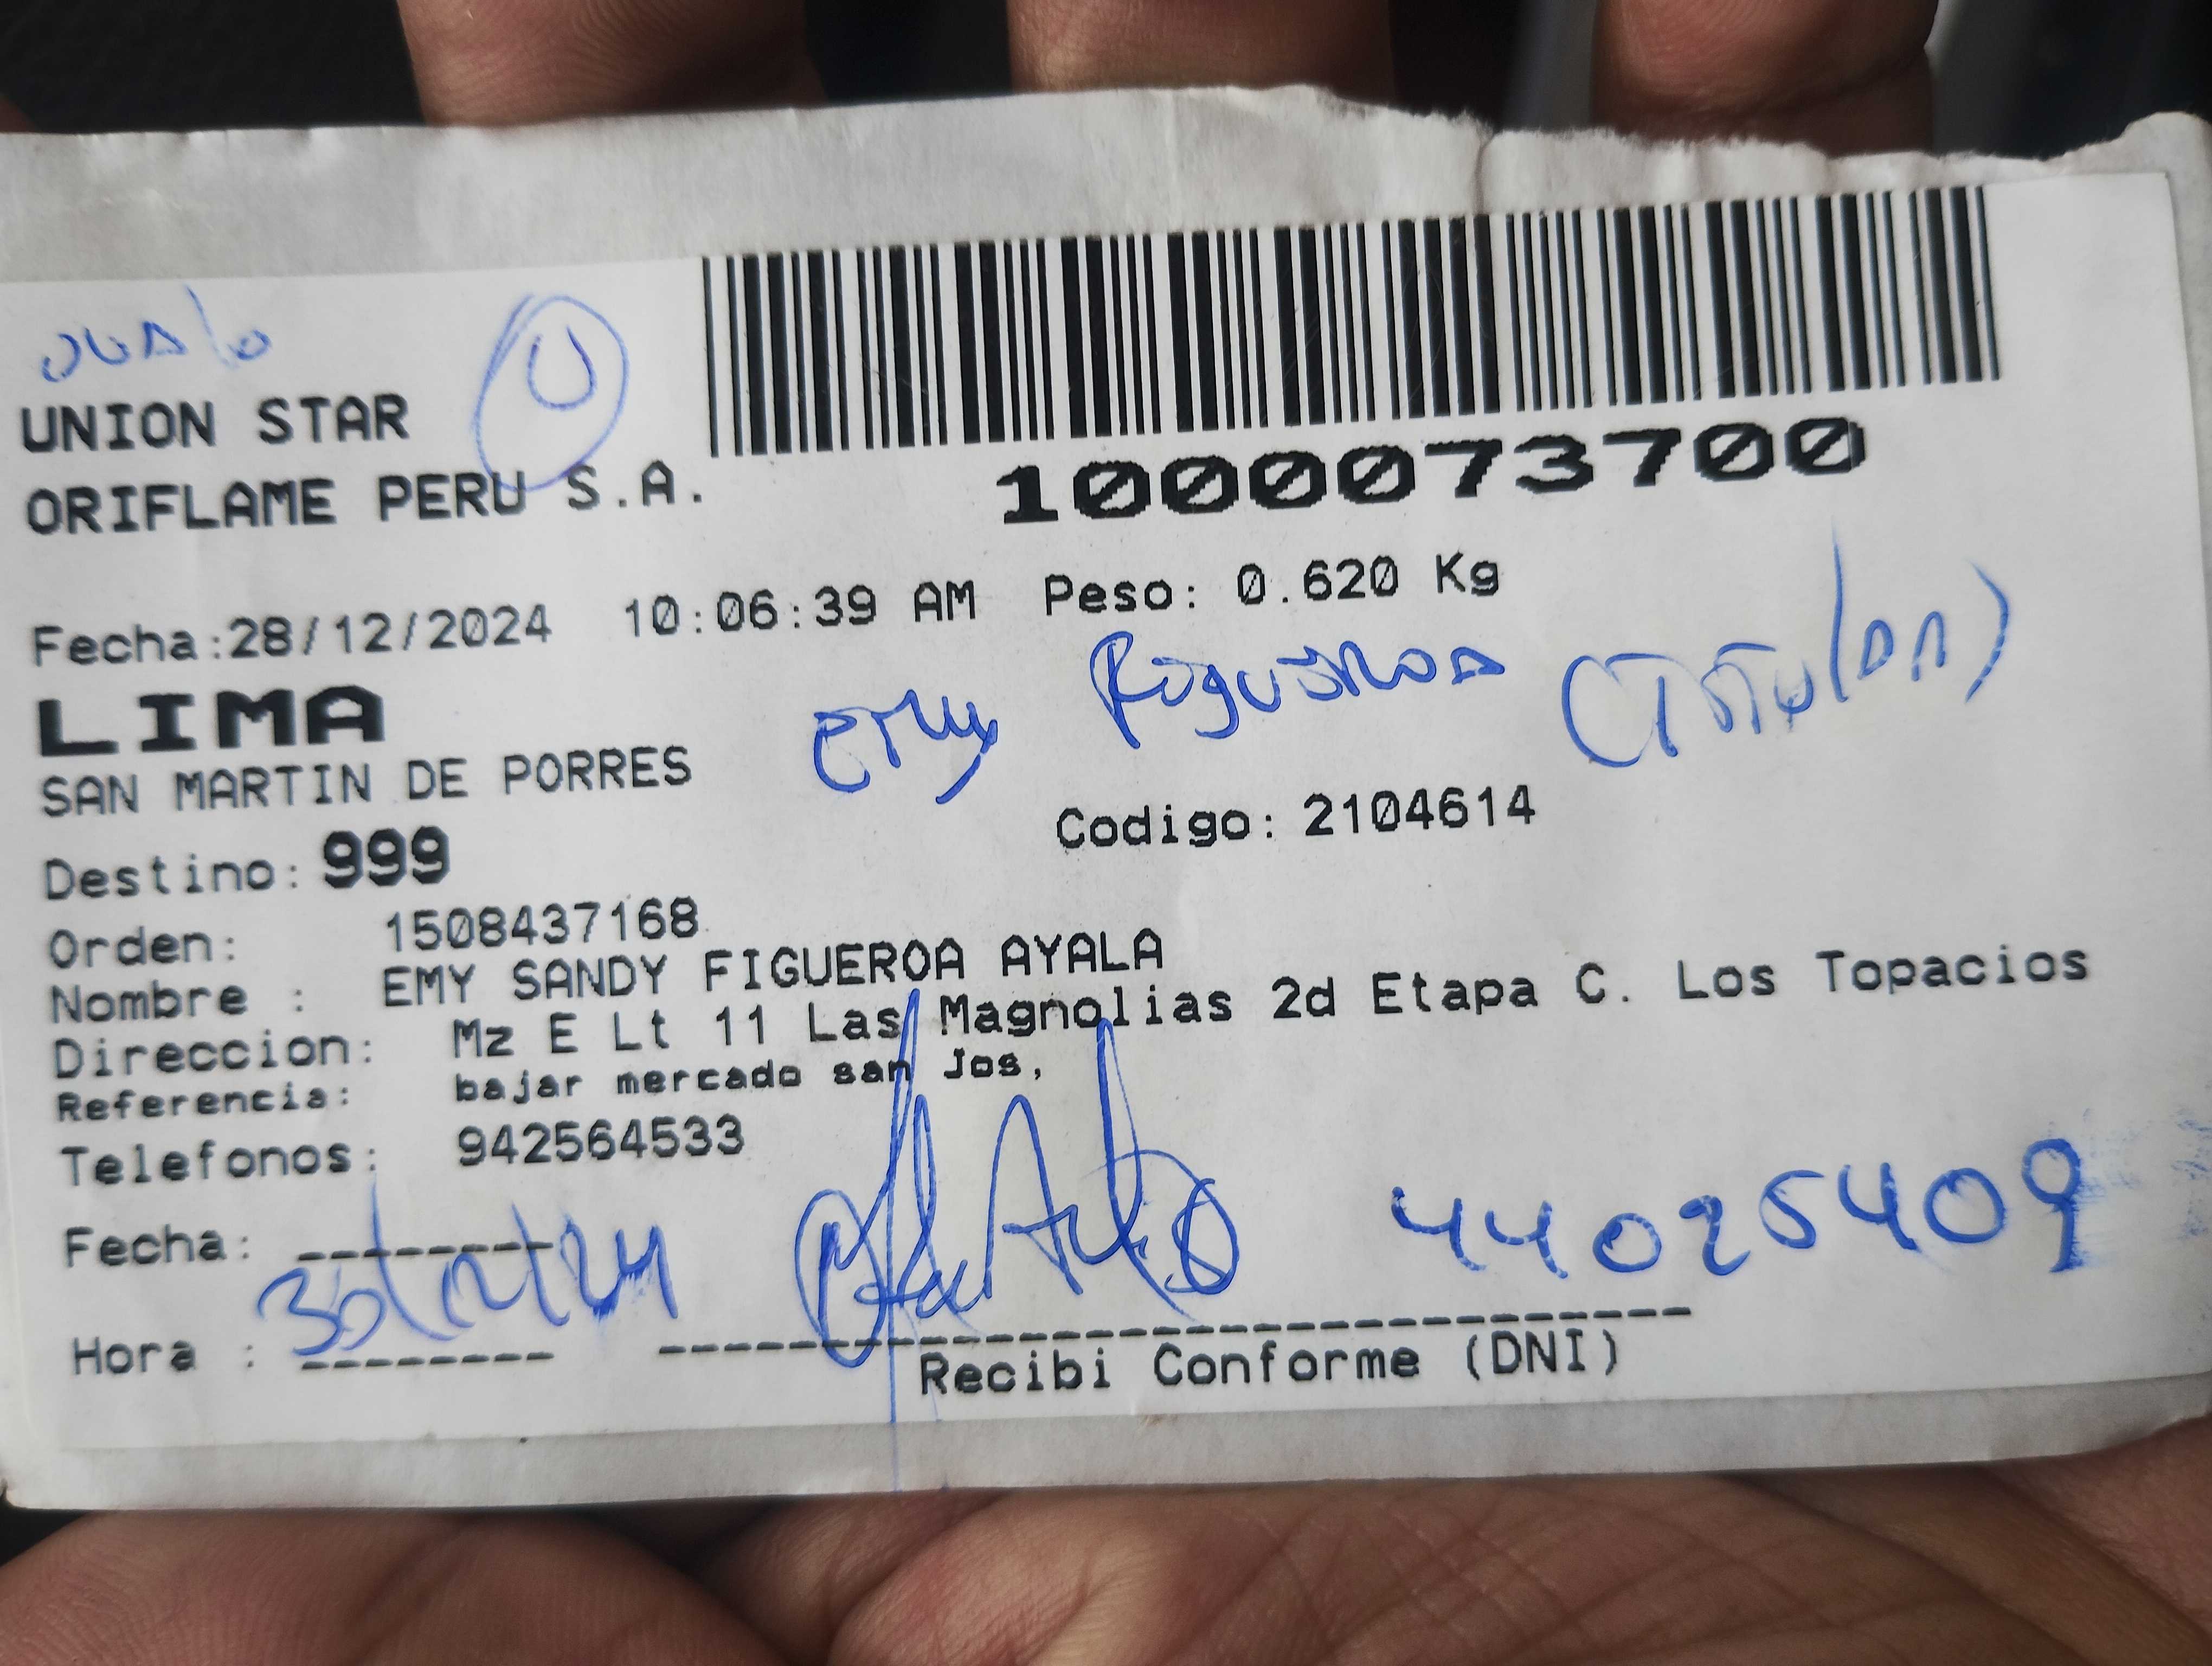 UNION STAR
U
ORIFLAME PERU S.A.
1000073700
Fecha:28/12/2024 10:06:39 AM Peso: 0.620 Kg
LIMA
Emy Figueroa (Titular)
SAN MARTIN DE PORRES
Codigo: 2104614
Destino: 999
Orden: 1508437168
Nombre : EMY SANDY FIGUEROA AYALA
Direccion: Mz E Lt 11 Las Magnolias 2d Etapa C. Los Topacios
Referencia: bajar mercado san Jos,
Telefonos: 942564533
Fecha: 30/12/24
44025409
Hora :
Recibi Conforme (DNI)